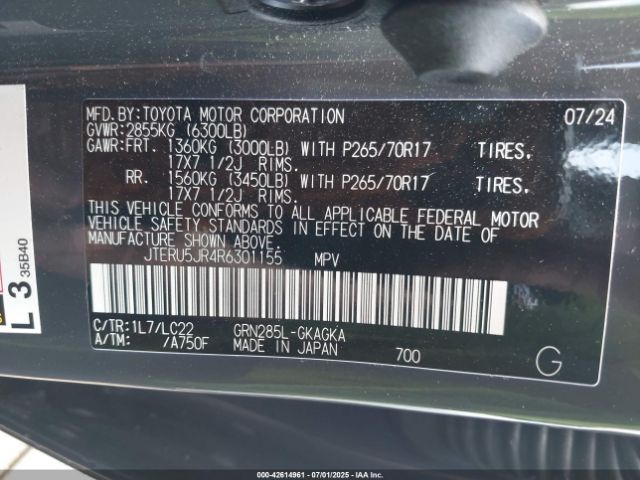 MFD.BY:TOYOTA MOTOR CORPORATION 07/24
GVWR:2855KG (6300LB)
GAWR:FRT. 1360KG (3000LB) WITH P265/70R17 TIRES,
17X7 1/2J RIMS.
RR. 1560KG (3450LB) WITH P265/70R17 TIRES,
17X7 1/2J RIMS.
THIS VEHICLE CONFORMS TO ALL APPLICABLE FEDERAL MOTOR
VEHICLE SAFETY STANDARDS IN EFFECT ON THE DATE OF
MANUFACTURE SHOWN ABOVE.
JTERU5JR4R6301155 MPV
C/TR:1L7/LC22 GRN285L-GKAGKA
A/TM: /A750F MADE IN JAPAN 700 G
L 3 35B40
000-42614961 - 07/01/2025 - IAAI.COM